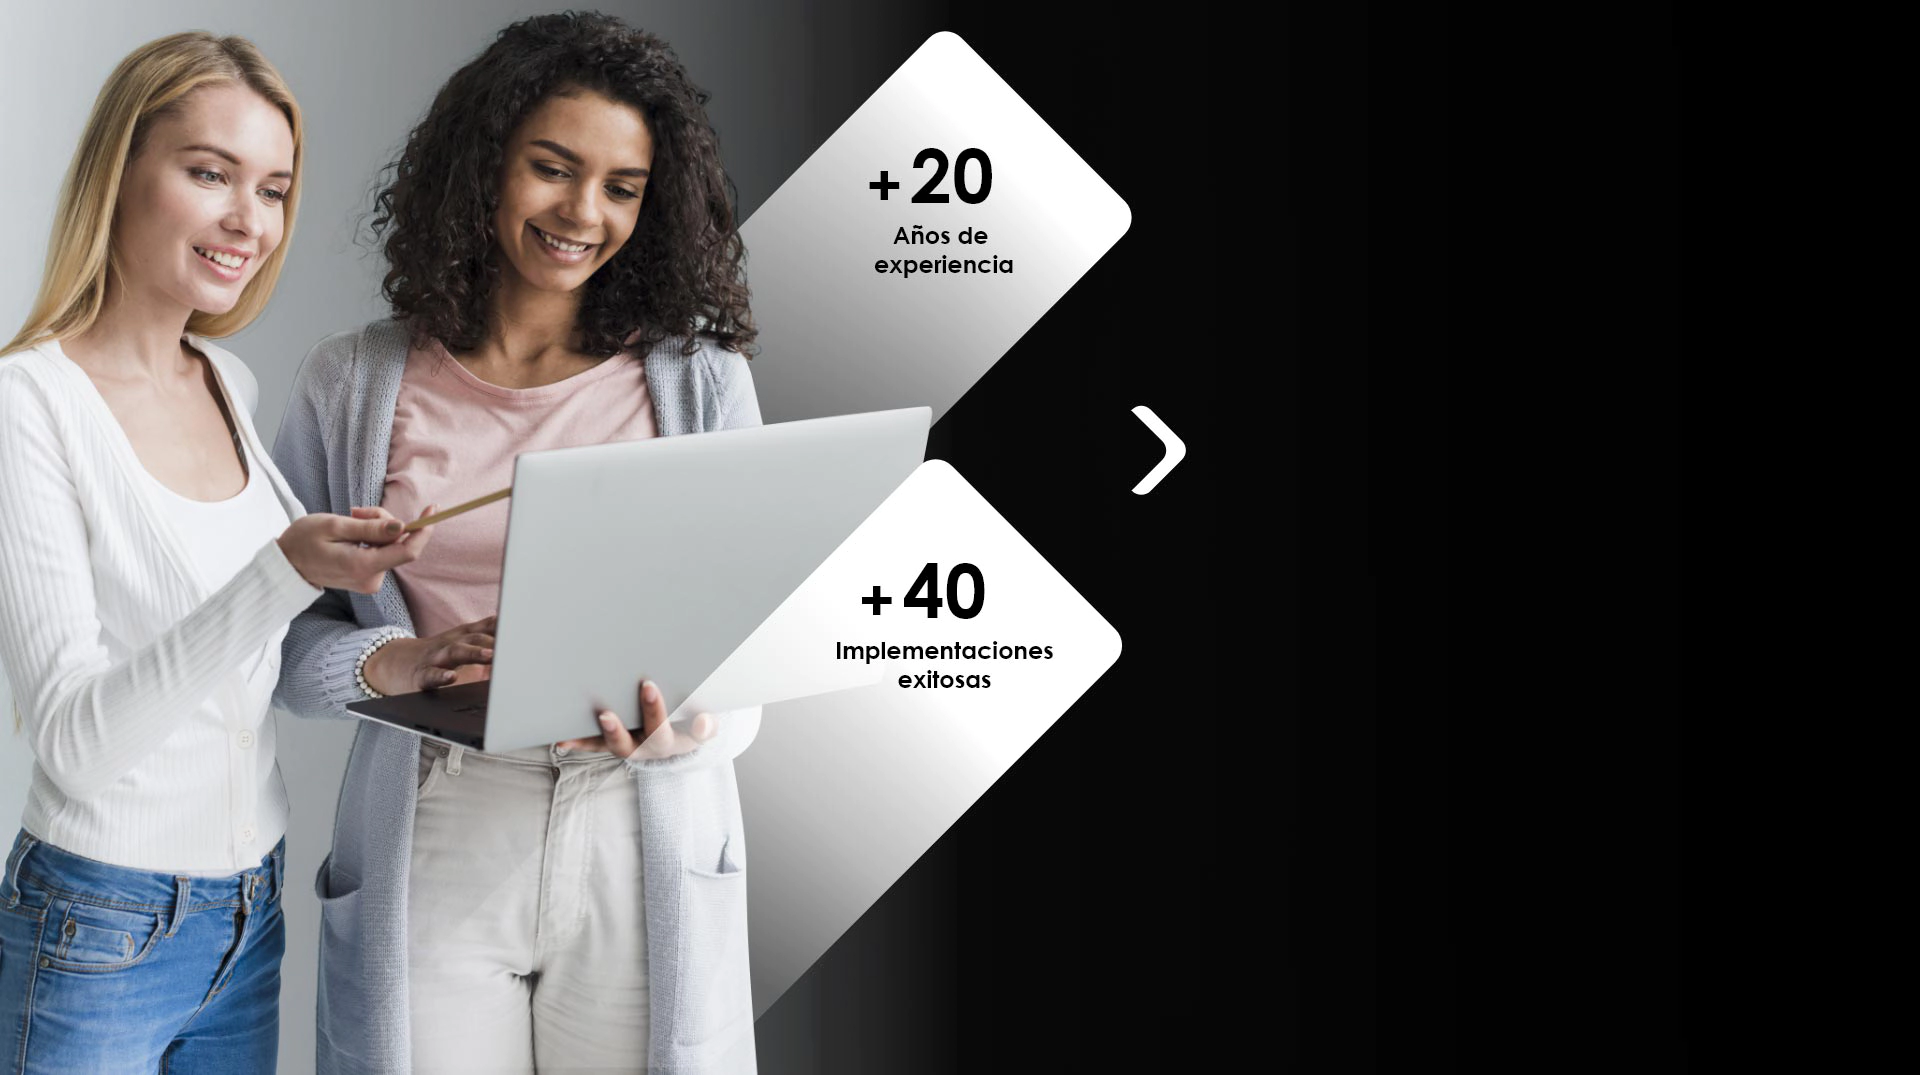 +20
Años de
experiencia
+40
Implementaciones
exitosas